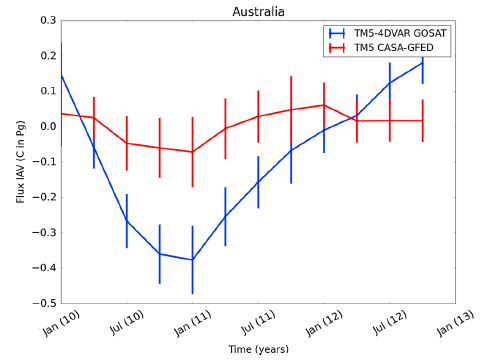 Australia
TM5-4DVAR GOSAT
TM5 CASA-GFED
Flux IAV (C in Pg)
0.3
0.2
0.1
0.0
−0.1
−0.2
−0.3
−0.4
−0.5
Jan (10)
Jul (10)
Jan (11)
Jul (11)
Jan (12)
Jul (12)
Jan (13)
Time (years)